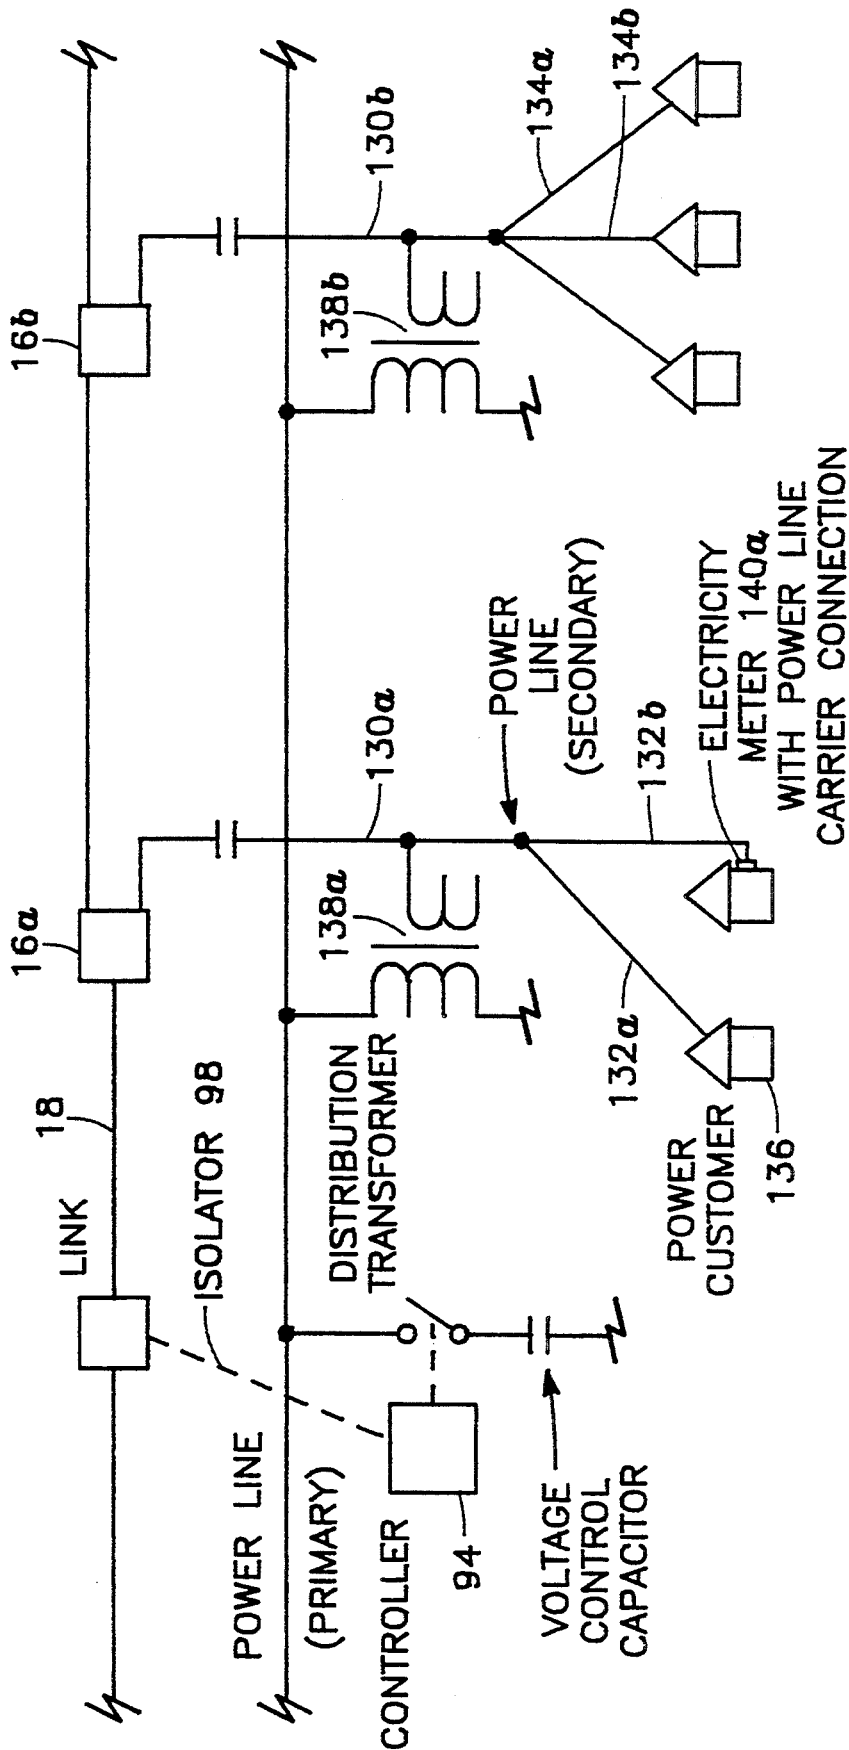 LINK
18
16a
16b
ISOLATOR 98
POWER LINE
(PRIMARY)
CONTROLLER
94
VOLTAGE
CONTROL
CAPACITOR
DISTRIBUTION
TRANSFORMER
138a
130a
POWER
LINE
(SECONDARY)
132a
132b
POWER
CUSTOMER
136
ELECTRICITY
METER 140a
WITH POWER LINE
CARRIER CONNECTION
138b
130b
134a
134b